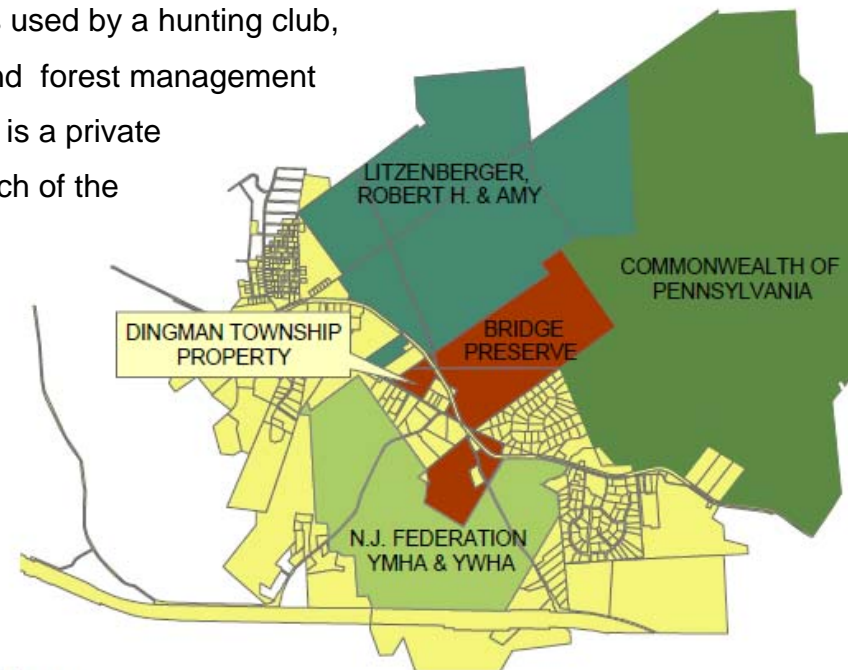 s used by a hunting club,
nd forest management
is a private
ch of the
LITZENBERGER,
ROBERT H. & AMY
COMMONWEALTH OF
PENNSYLVANIA
DINGMAN TOWNSHIP
PROPERTY
BRIDGE
PRESERVE
N.J. FEDERATION
YMHA & YWHA